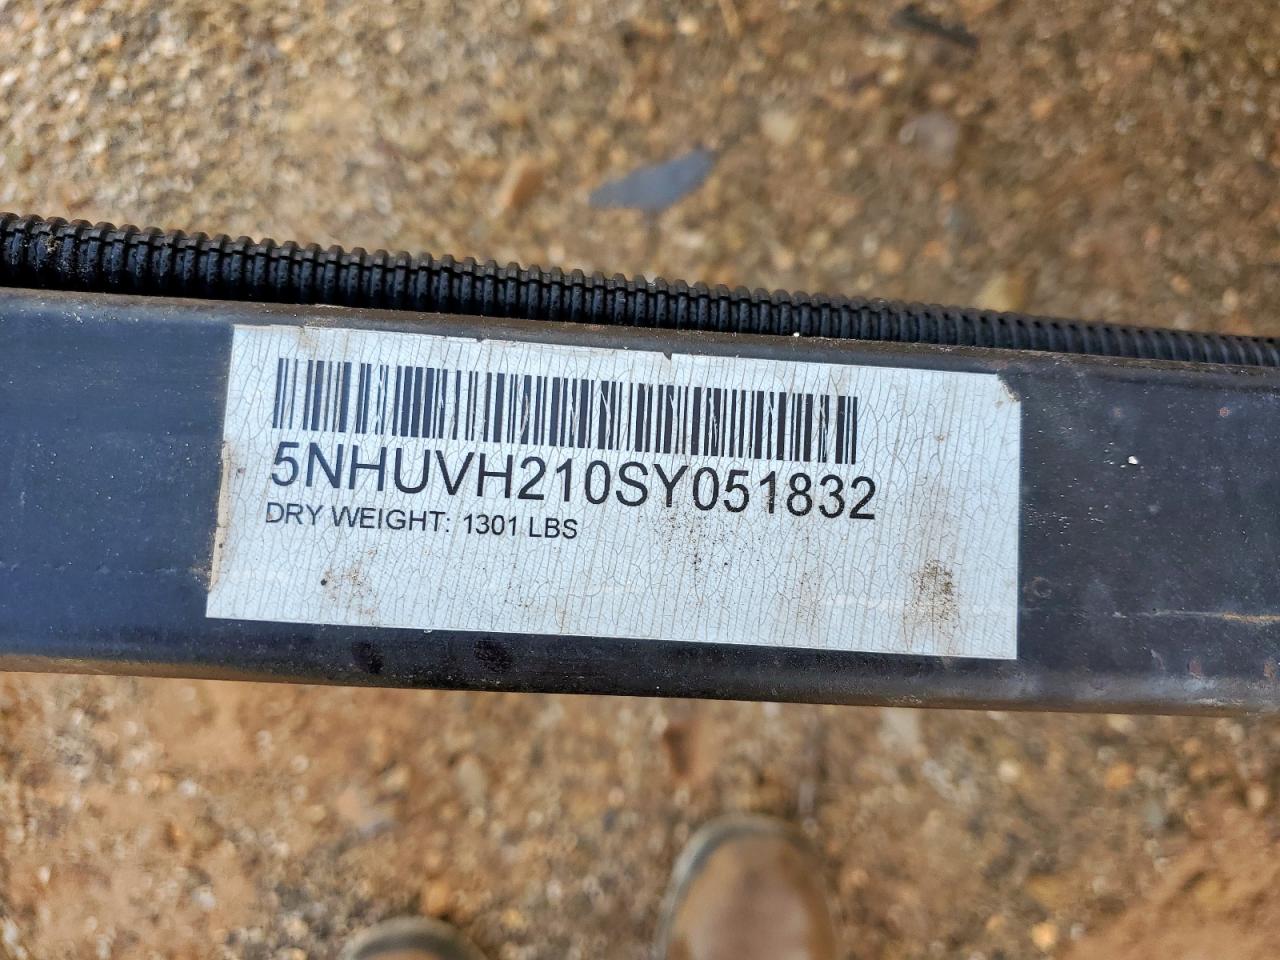 5NHUVH210SY051832
DRY WEIGHT: 1301 LBS